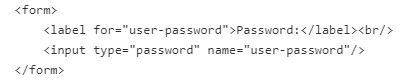 <form>
<label for="user-password">Password:</label><br/>
<input type="password" name="user-password"/>
</form>